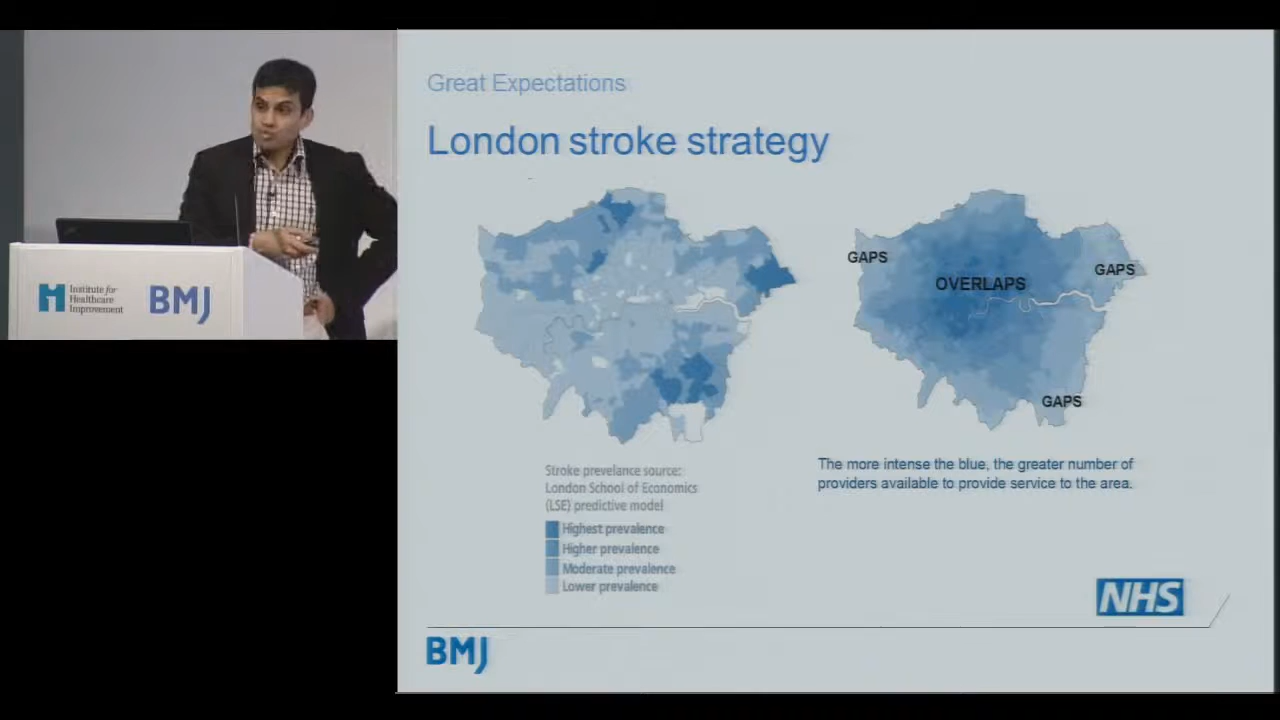 Institute for
Healthcare
Improvement
BMJ
Great Expectations
London stroke strategy
GAPS
OVERLAPS
GAPS
GAPS
Stroke prevelance source:
London School of Economics
(LSE) predictive model
Highest prevalence
Higher prevalence
Moderate prevalence
Lower prevalence
The more intense the blue, the greater number of
providers available to provide service to the area.
NHS
BMJ